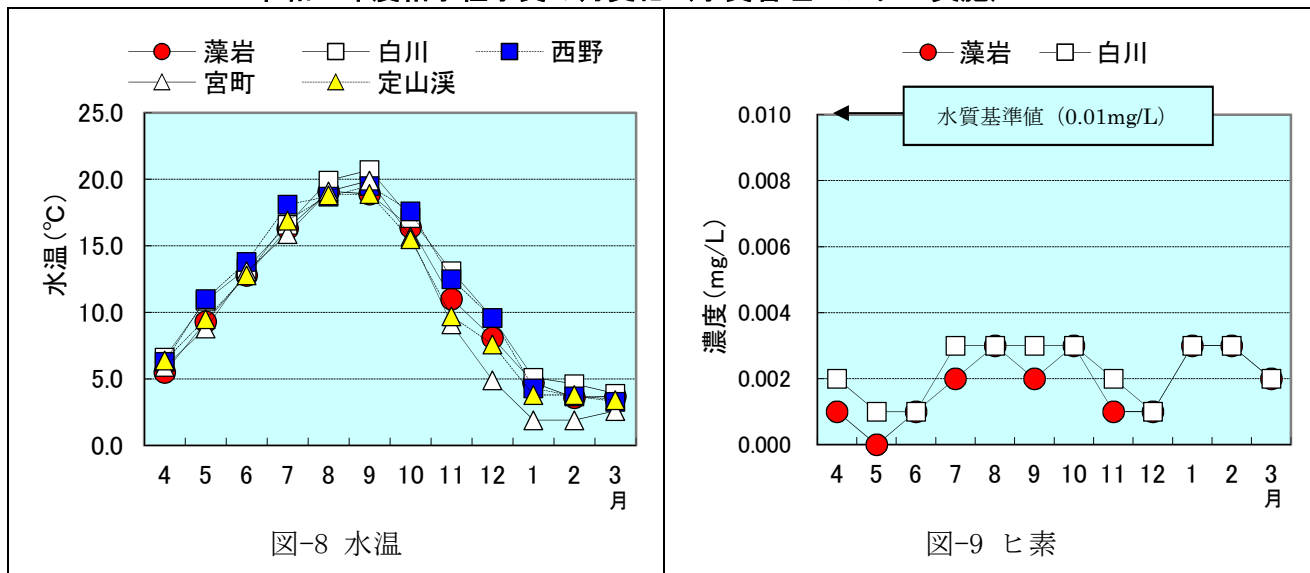 藻岩 白川 西野
宮町 定山渓
25.0
20.0
15.0
10.0
5.0
0.0
水温(℃)
4 5 6 7 8 9 10 11 12 1 2 3
月
図-8 水温
藻岩 白川
水質基準値（0.01mg/L）
0.010
0.008
0.006
0.004
0.002
0.000
濃度(mg/L)
4 5 6 7 8 9 10 11 12 1 2 3
月
図-9 ヒ素